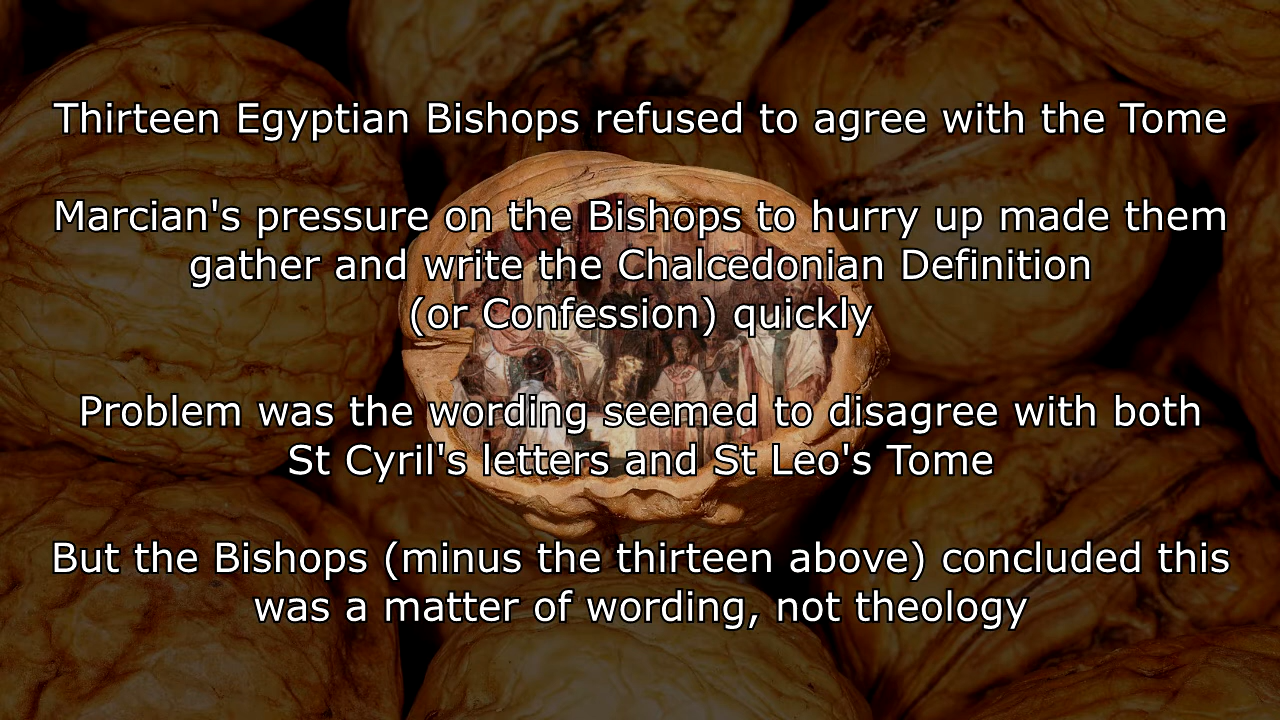 Thirteen Egyptian Bishops refused to agree with the Tome
Marcian's pressure on the Bishops to hurry up made them
gather and write the Chalcedonian Definition
(or Confession) quickly
Problem was the wording seemed to disagree with both
St Cyril's letters and St Leo's Tome
But the Bishops (minus the thirteen above) concluded this
was a matter of wording, not theology